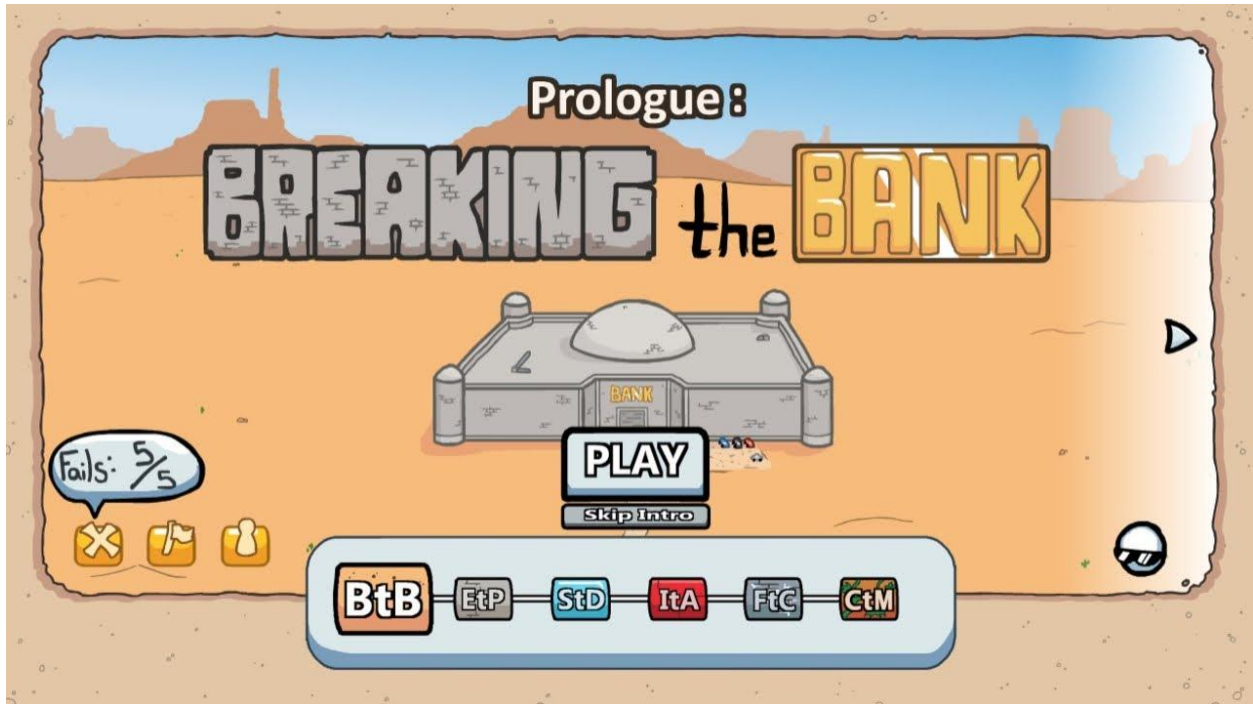 Prologue:
BREAKING the BANK
BANK
PLAY
Skip Intro
Fails: 5/5
BtB EtP StD ItA FtC CtM